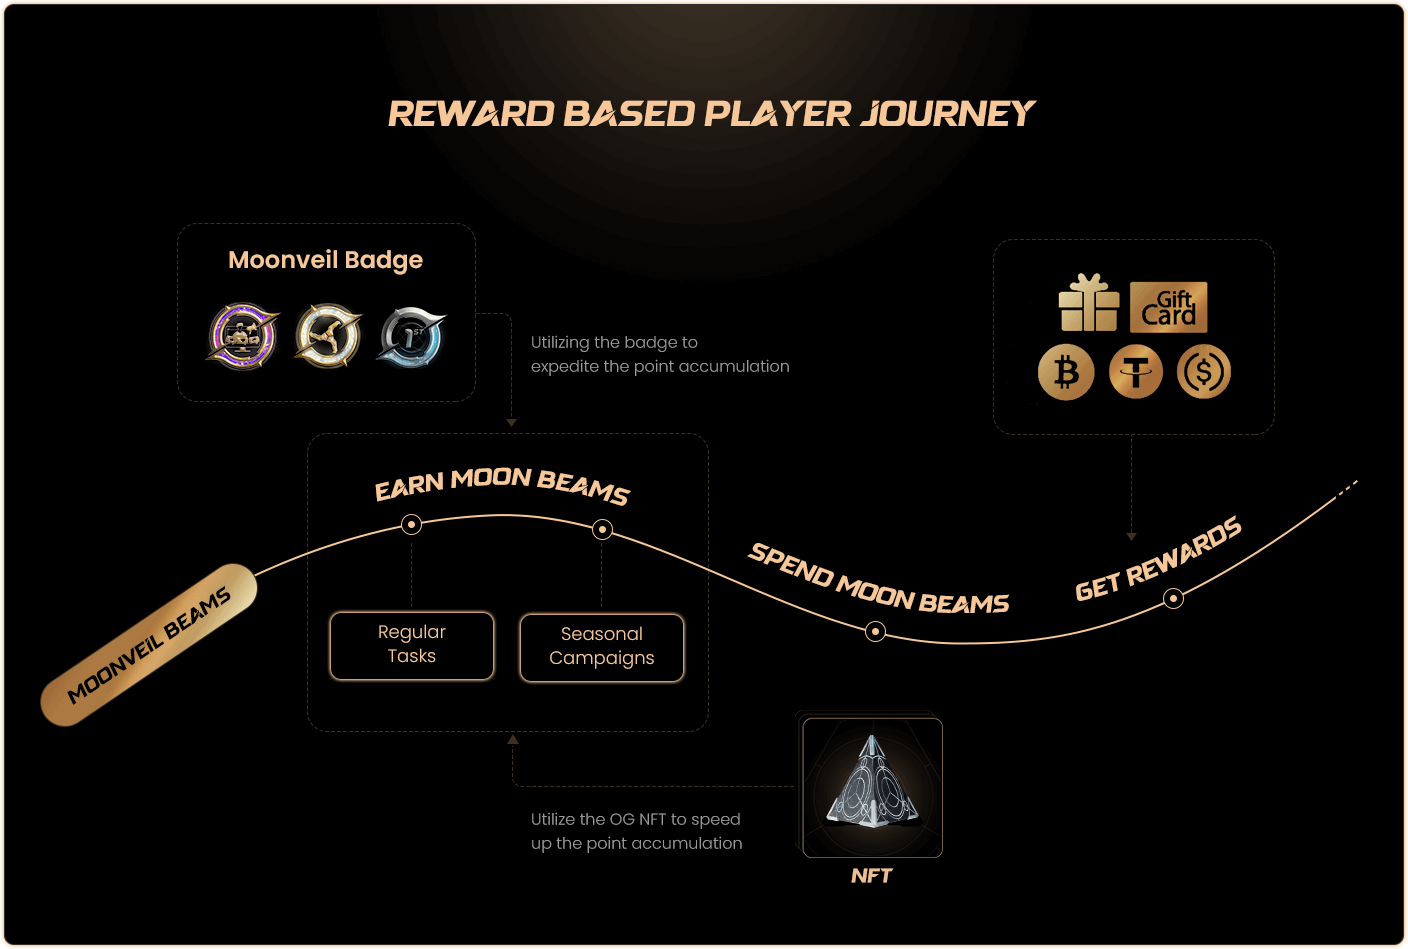 REWARD BASED PLAYER JOURNEY
Moonveil Badge
1ST
Utilizing the badge to
expedite the point accumulation
Gift
Card
EARN MOON BEAMS
SPEND MOON BEAMS
GET REWARDS
MOONVEIL BEAMS
Regular
Tasks
Seasonal
Campaigns
Utilize the OG NFT to speed
up the point accumulation
NFT